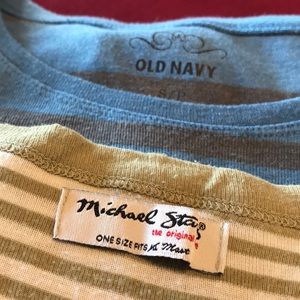 OLD NAVY
S/P
Michael Stars®
the original
ONE SIZE FITS Most